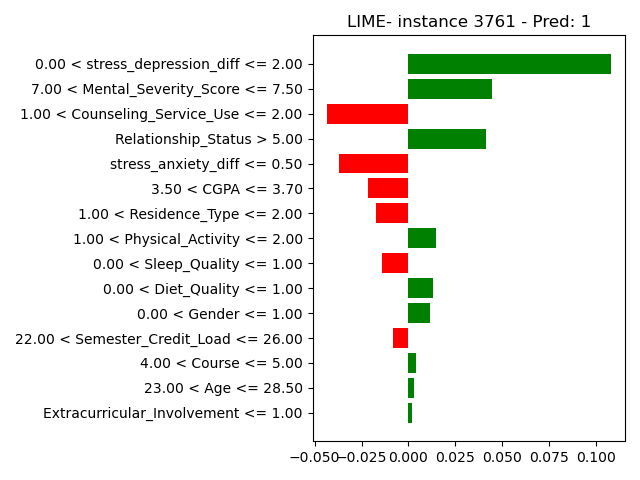 LIME- instance 3761 - Pred: 1
0.00 < stress_depression_diff <= 2.00
7.00 < Mental_Severity_Score <= 7.50
1.00 < Counseling_Service_Use <= 2.00
Relationship_Status > 5.00
stress_anxiety_diff <= 0.50
3.50 < CGPA <= 3.70
1.00 < Residence_Type <= 2.00
1.00 < Physical_Activity <= 2.00
0.00 < Sleep_Quality <= 1.00
0.00 < Diet_Quality <= 1.00
0.00 < Gender <= 1.00
22.00 < Semester_Credit_Load <= 26.00
4.00 < Course <= 5.00
23.00 < Age <= 28.50
Extracurricular_Involvement <= 1.00
−0.050 −0.025 0.000 0.025 0.050 0.075 0.100